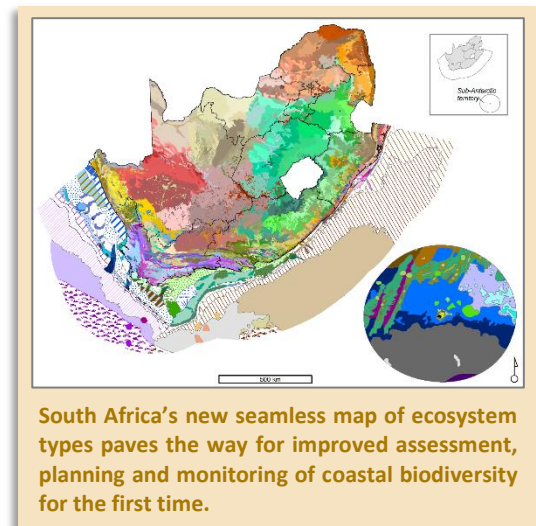 Sub-Antarctic
territory
500 km
South Africa’s new seamless map of ecosystem
types paves the way for improved assessment,
planning and monitoring of coastal biodiversity
for the first time.